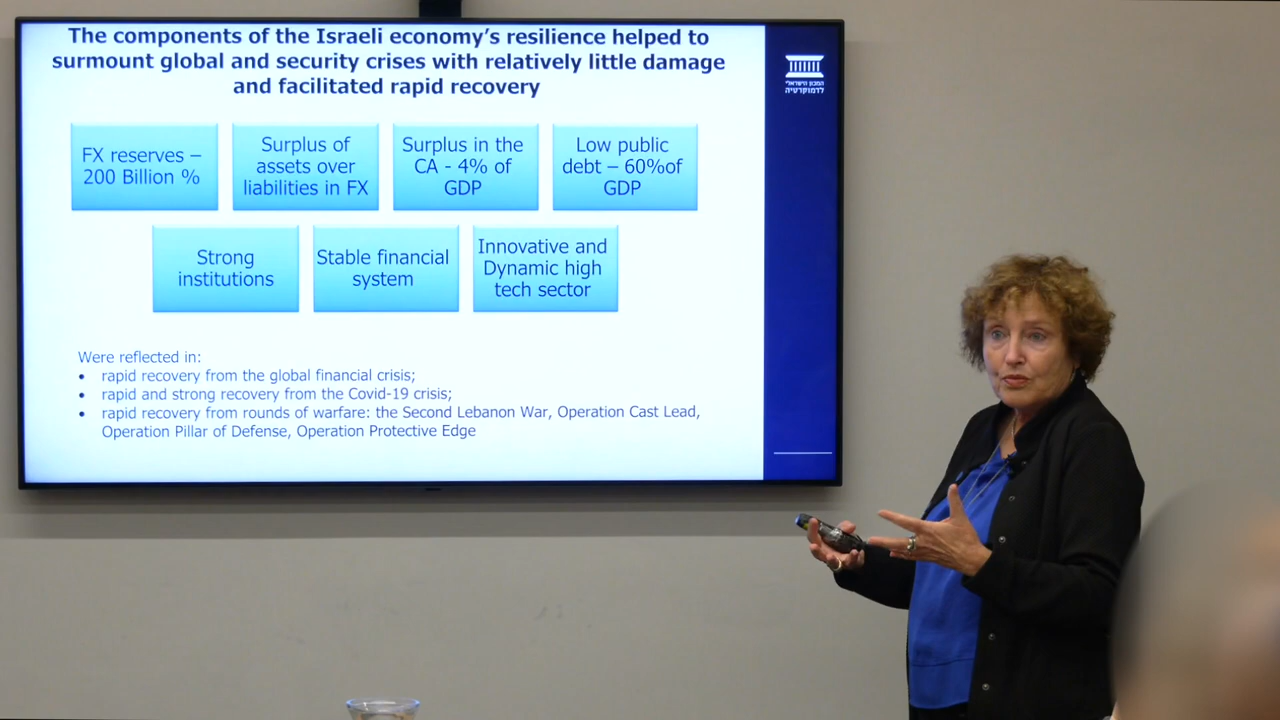 The components of the Israeli economy's resilience helped to
surmount global and security crises with relatively little damage
and facilitated rapid recovery
המכון הישראלי
לדמוקרטיה
FX reserves –
200 Billion %
Surplus of
assets over
liabilities in FX
Surplus in the
CA - 4% of
GDP
Low public
debt – 60%of
GDP
Strong
institutions
Stable financial
system
Innovative and
Dynamic high
tech sector
Were reflected in:
• rapid recovery from the global financial crisis;
• rapid and strong recovery from the Covid-19 crisis;
• rapid recovery from rounds of warfare: the Second Lebanon War, Operation Cast Lead,
Operation Pillar of Defense, Operation Protective Edge